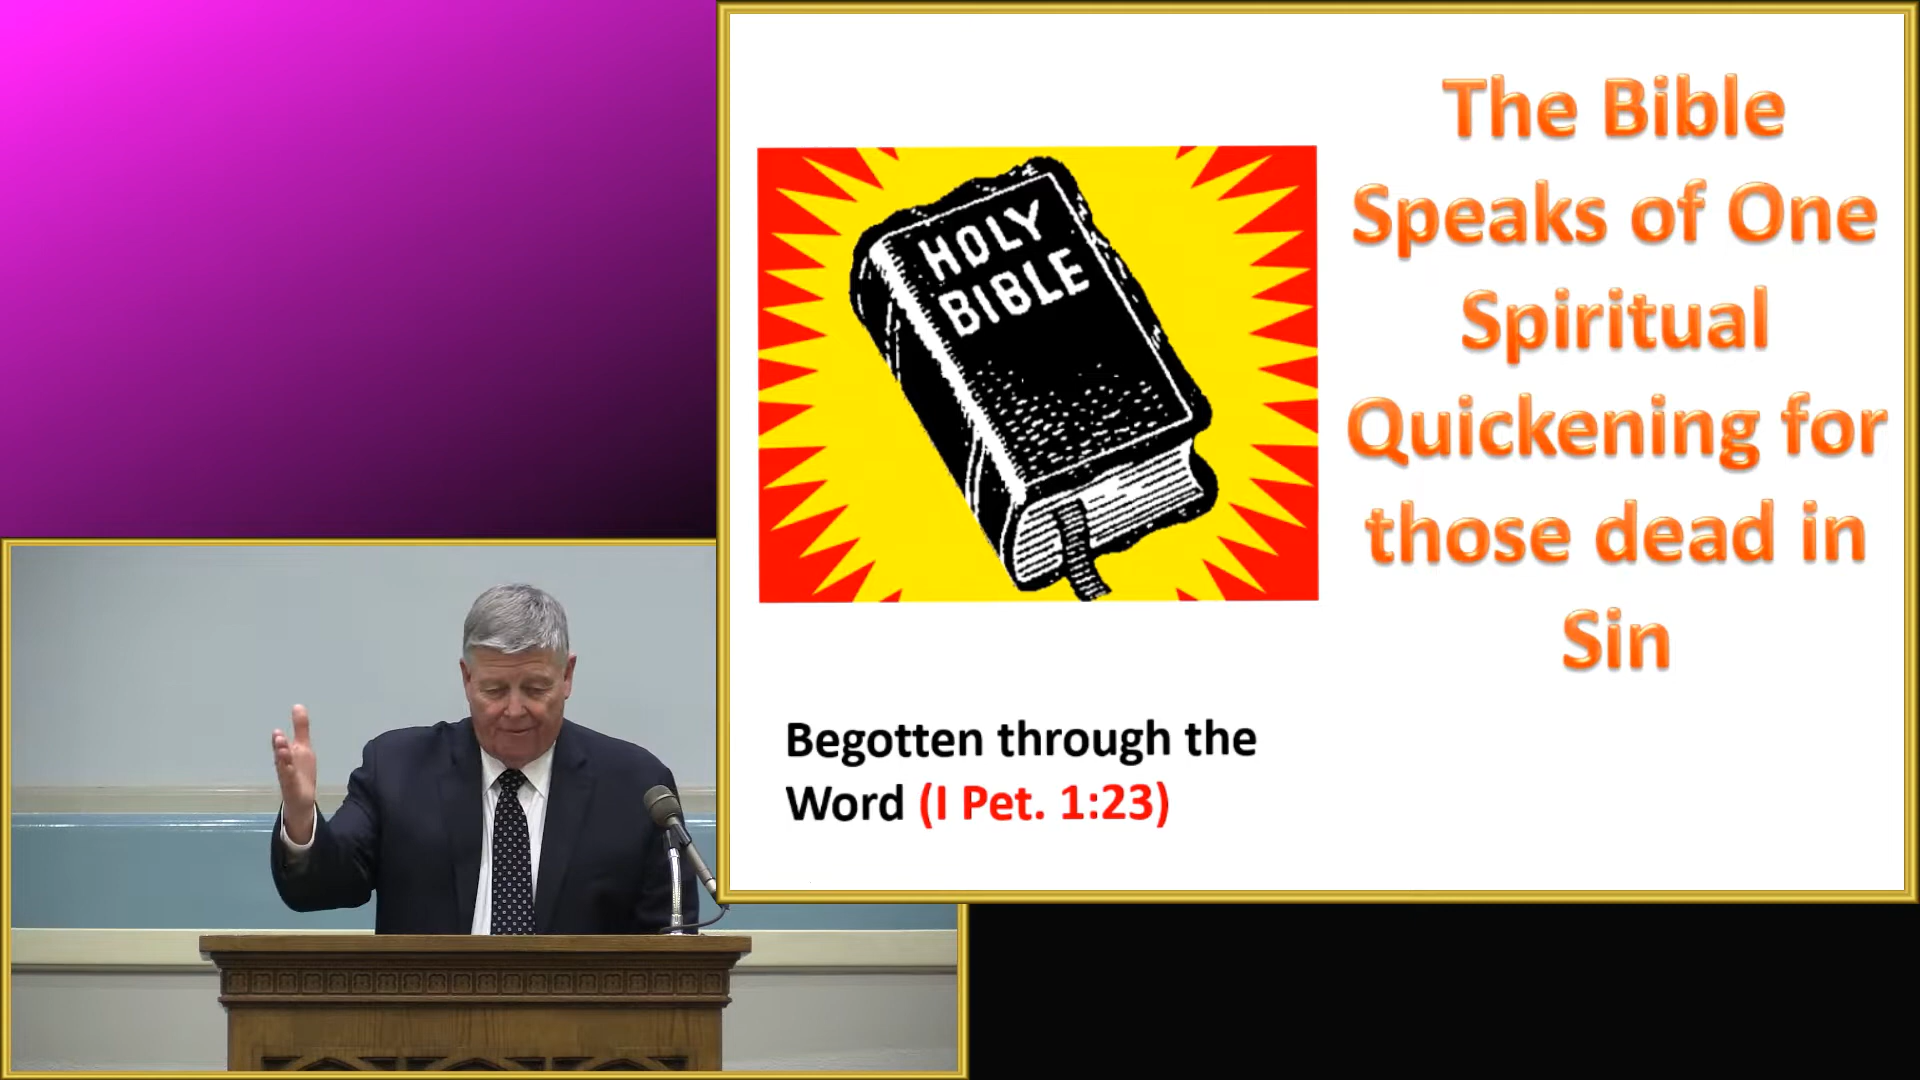 The Bible
Speaks of One
Spiritual
Quickening for
those dead in
Sin
HOLY
BIBLE
Begotten through the
Word (I Pet. 1:23)